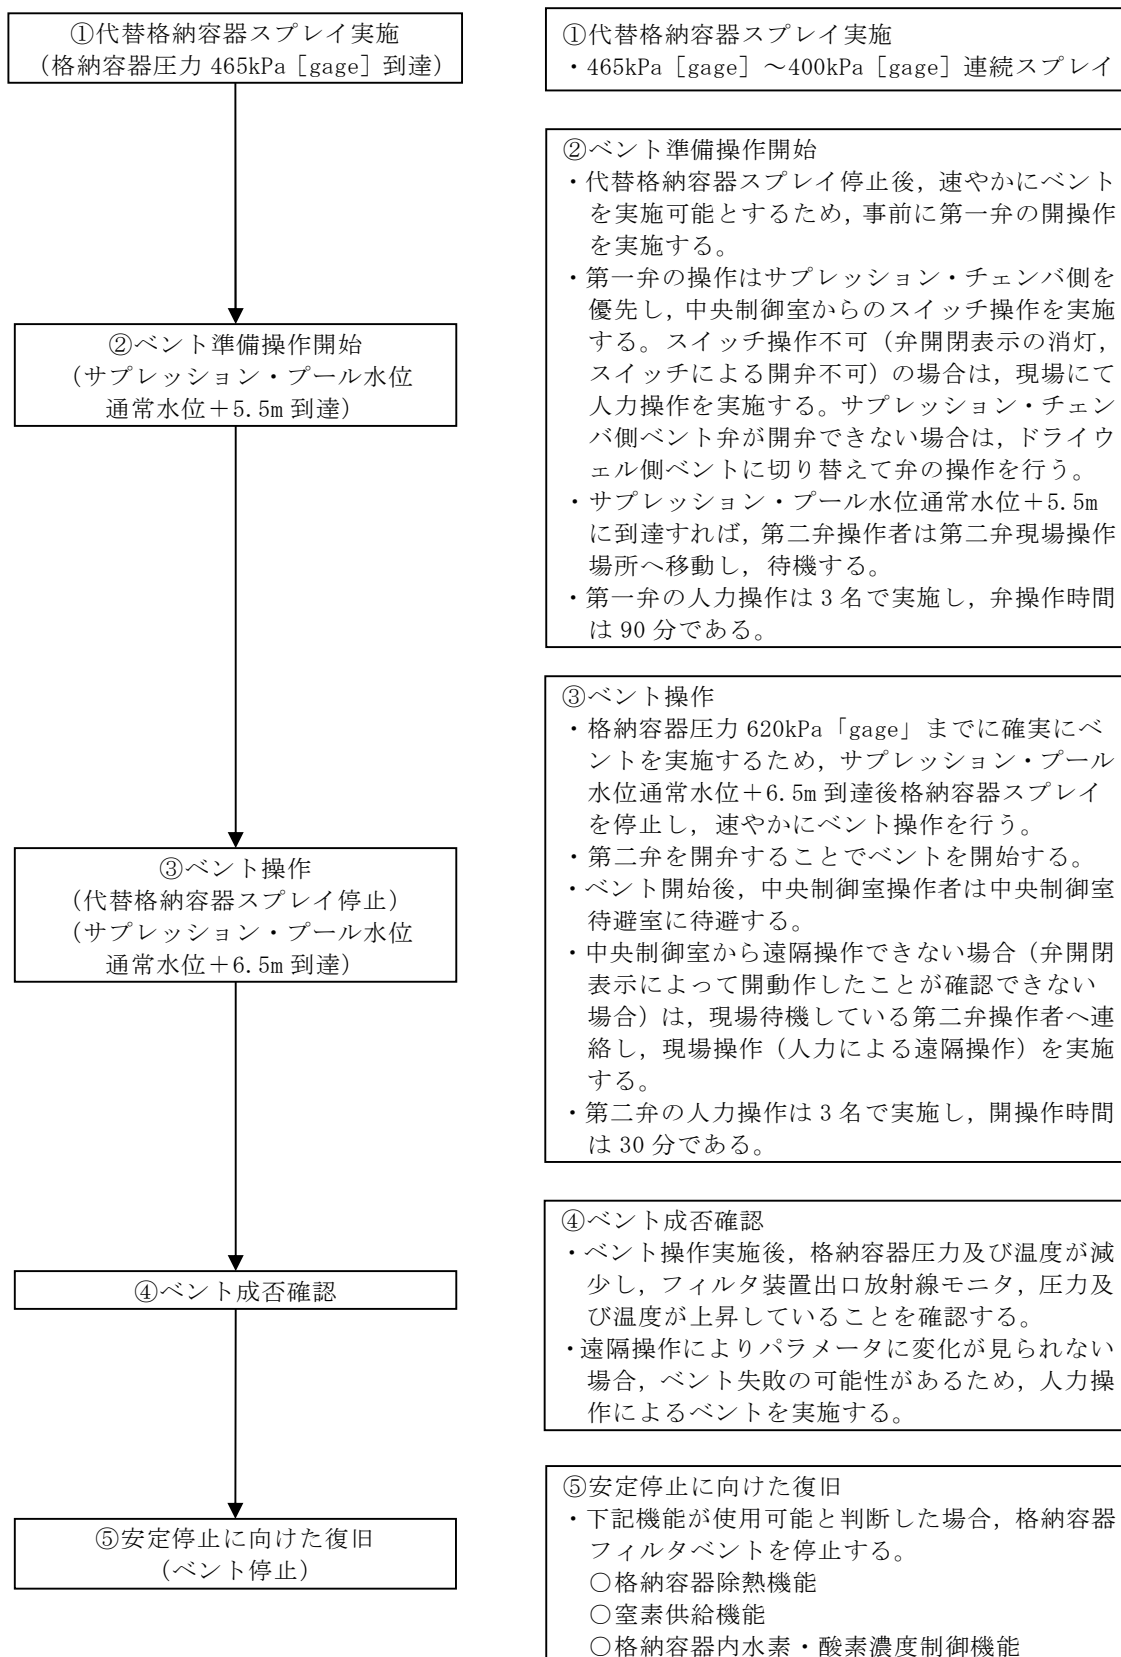 ①代替格納容器スプレイ実施
(格納容器圧力 465kPa［gage］到達)
②ベント準備操作開始
(サプレッション・プール水位
通常水位＋5.5m 到達)
③ベント操作
(代替格納容器スプレイ停止)
(サプレッション・プール水位
通常水位＋6.5m 到達)
④ベント成否確認
⑤安定停止に向けた復旧
(ベント停止)
①代替格納容器スプレイ実施
・465kPa［gage］～400kPa［gage］連続スプレイ
②ベント準備操作開始
・代替格納容器スプレイ停止後，速やかにベント
を実施可能とするため，事前に第一弁の開操作
を実施する。
・第一弁の操作はサプレッション・チェンバ側を
優先し，中央制御室からのスイッチ操作を実施
する。スイッチ操作不可（弁開閉表示の消灯，
スイッチによる開弁不可）の場合は，現場にて
人力操作を実施する。サプレッション・チェン
バ側ベント弁が開弁できない場合は，ドライウ
ェル側ベントに切り替えて弁の操作を行う。
・サプレッション・プール水位通常水位＋5.5m
に到達すれば，第二弁操作者は第二弁現場操作
場所へ移動し，待機する。
・第一弁の人力操作は 3 名で実施し，弁操作時間
は 90 分である。
③ベント操作
・格納容器圧力 620kPa「gage」までに確実にベ
ントを実施するため，サプレッション・プール
水位通常水位＋6.5m 到達後格納容器スプレイ
を停止し，速やかにベント操作を行う。
・第二弁を開弁することでベントを開始する。
・ベント開始後，中央制御室操作者は中央制御室
待避室に待避する。
・中央制御室から遠隔操作できない場合（弁開閉
表示によって開動作したことが確認できない
場合）は，現場待機している第二弁操作者へ連
絡し，現場操作（人力による遠隔操作）を実施
する。
・第二弁の人力操作は 3 名で実施し，開操作時間
は 30 分である。
④ベント成否確認
・ベント操作実施後，格納容器圧力及び温度が減
少し，フィルタ装置出口放射線モニタ，圧力及
び温度が上昇していることを確認する。
・遠隔操作によりパラメータに変化が見られない
場合，ベント失敗の可能性があるため，人力操
作によるベントを実施する。
⑤安定停止に向けた復旧
・下記機能が使用可能と判断した場合，格納容器
フィルタベントを停止する。
○格納容器除熱機能
○窒素供給機能
○格納容器内水素・酸素濃度制御機能